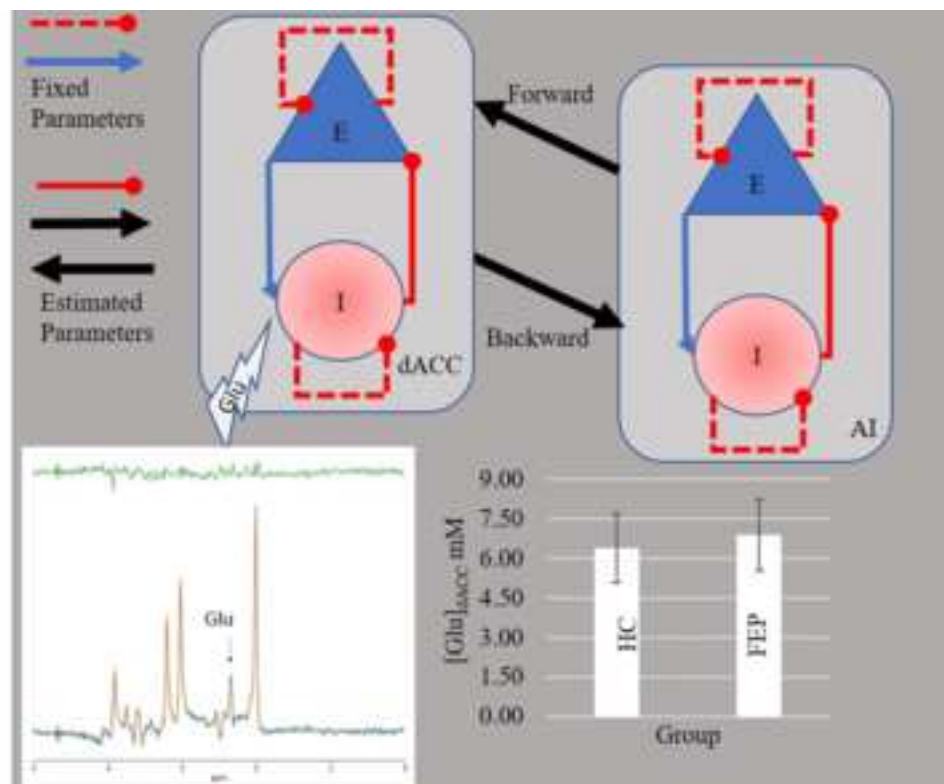 Fixed
Parameters
Estimated
Parameters
E
I
dACC
Glu
Forward
Backward
E
I
AI
Glu
[Glu]dACC mM
9.00
7.50
6.00
4.50
3.00
1.50
0.00
HC
FEP
Group